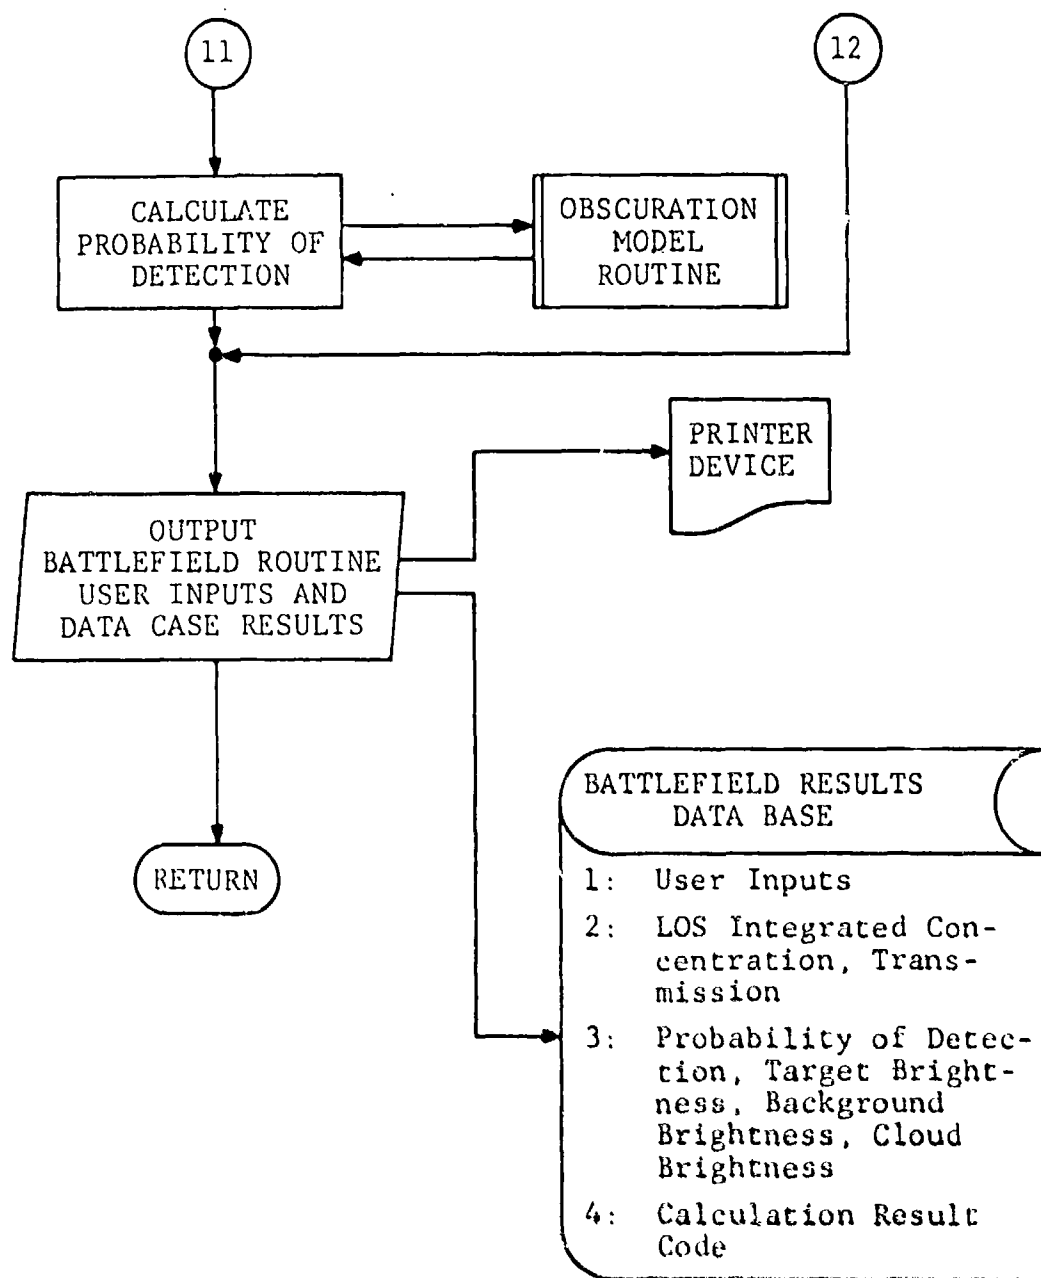 11
12
CALCULATE
PROBABILITY OF
DETECTION
OBSCURATION
MODEL
ROUTINE
PRINTER
DEVICE
OUTPUT
BATTLEFIELD ROUTINE
USER INPUTS AND
DATA CASE RESULTS
RETURN
BATTLEFIELD RESULTS
DATA BASE
1: User Inputs
2: LOS Integrated Con-
centration, Trans-
mission
3: Probability of Detec-
tion, Target Bright-
ness, Background
Brightness, Cloud
Brightness
4: Calculation Result
Code